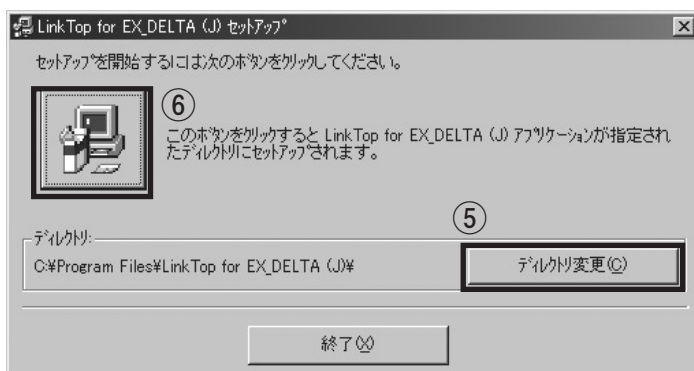 LinkTop for EX_DELTA (J) セットアップ
セットアップを開始するには次のボタンをクリックしてください。
⑥
このボタンをクリックすると LinkTop for EX_DELTA (J) アプリケーションが指定され
たディレクトリにセットアップされます。
⑤
ディレクトリ:
C:¥Program Files¥LinkTop for EX_DELTA (J)¥
ディレクトリ変更(C)
終了(X)